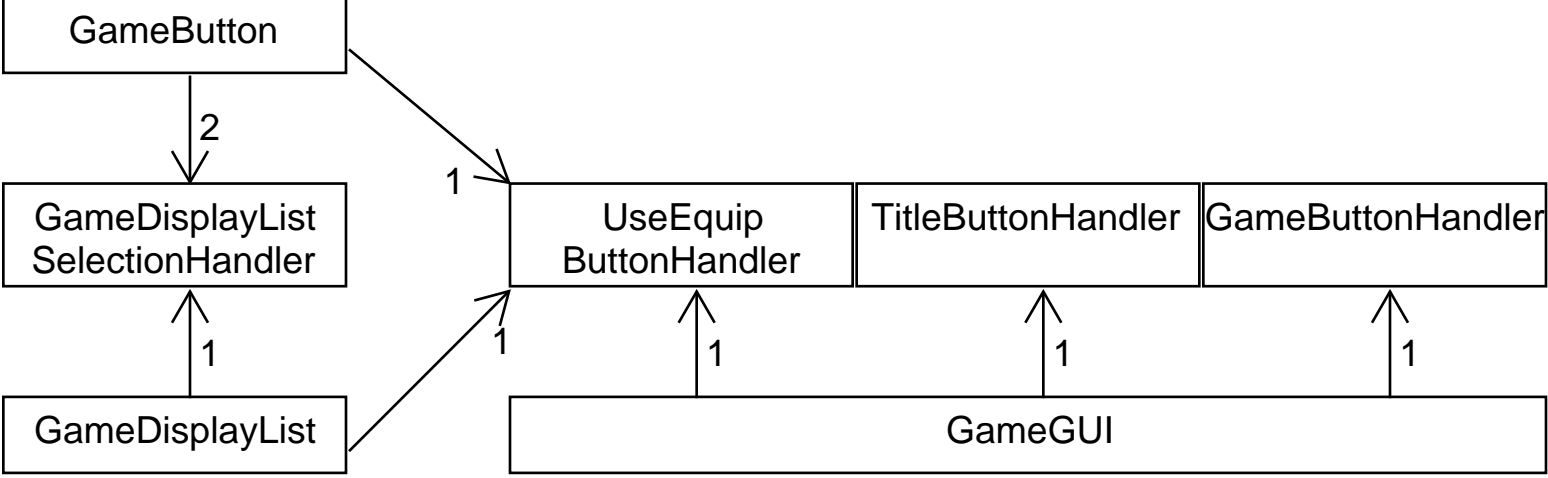 GameButton
2
1
GameDisplayList
SelectionHandler
UseEquip
ButtonHandler
TitleButtonHandler
GameButtonHandler
1
1
1
1
1
GameDisplayList
GameGUI